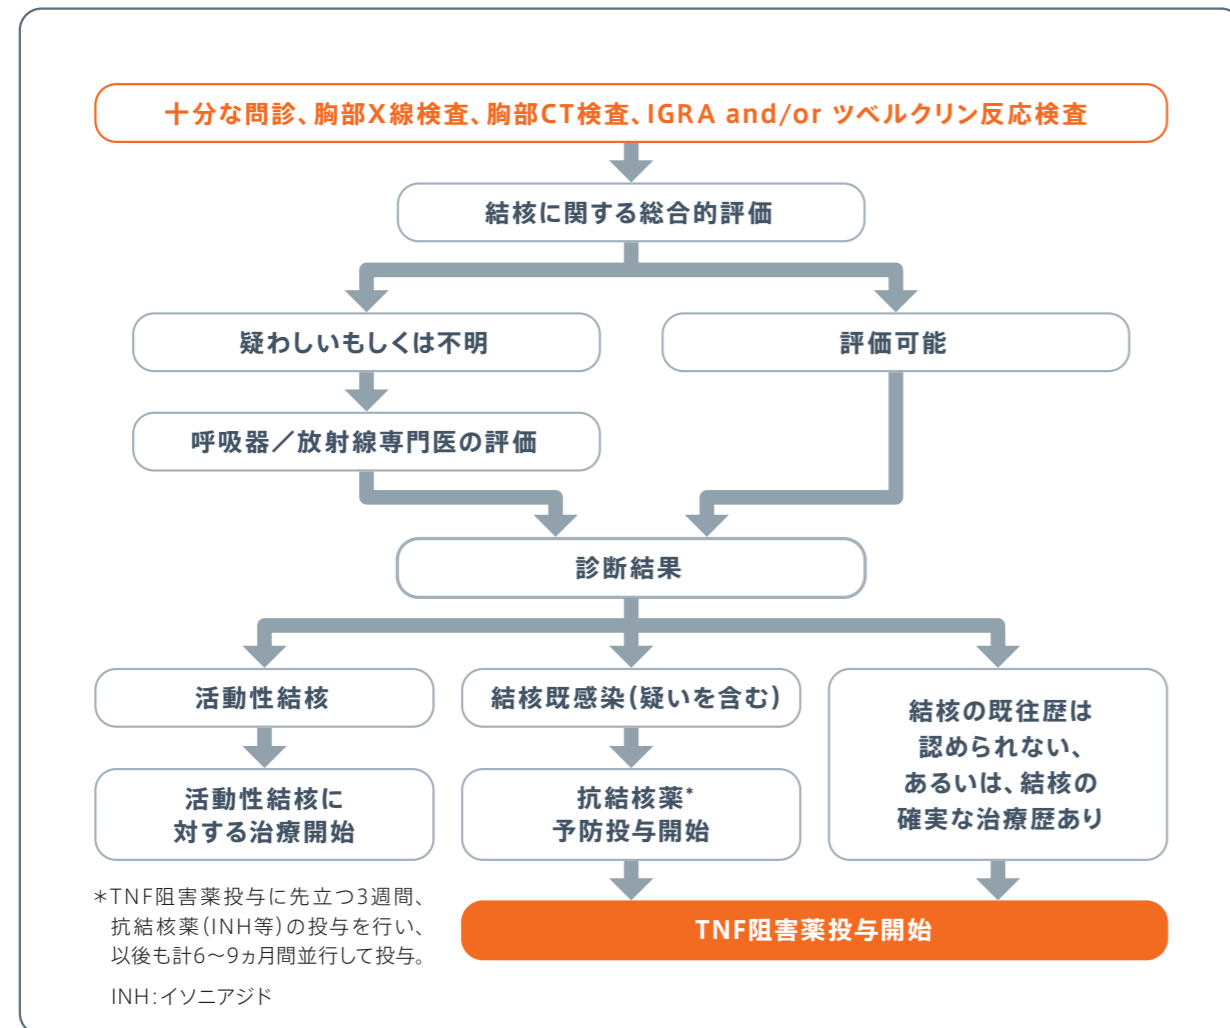 十分な問診、胸部X線検査、胸部CT検査、IGRA and/or ツベルクリン反応検査
結核に関する総合的評価
疑わしいもしくは不明
評価可能
呼吸器／放射線専門医の評価
診断結果
活動性結核
結核既感染(疑いを含む)
結核の既往歴は
認められない、
あるいは、結核の
確実な治療歴あり
活動性結核に
対する治療開始
抗結核薬*
予防投与開始
TNF阻害薬投与開始
＊TNF阻害薬投与に先立つ3週間、
抗結核薬(INH等)の投与を行い、
以後も計6〜9ヵ月間並行して投与。
INH：イソニアジド